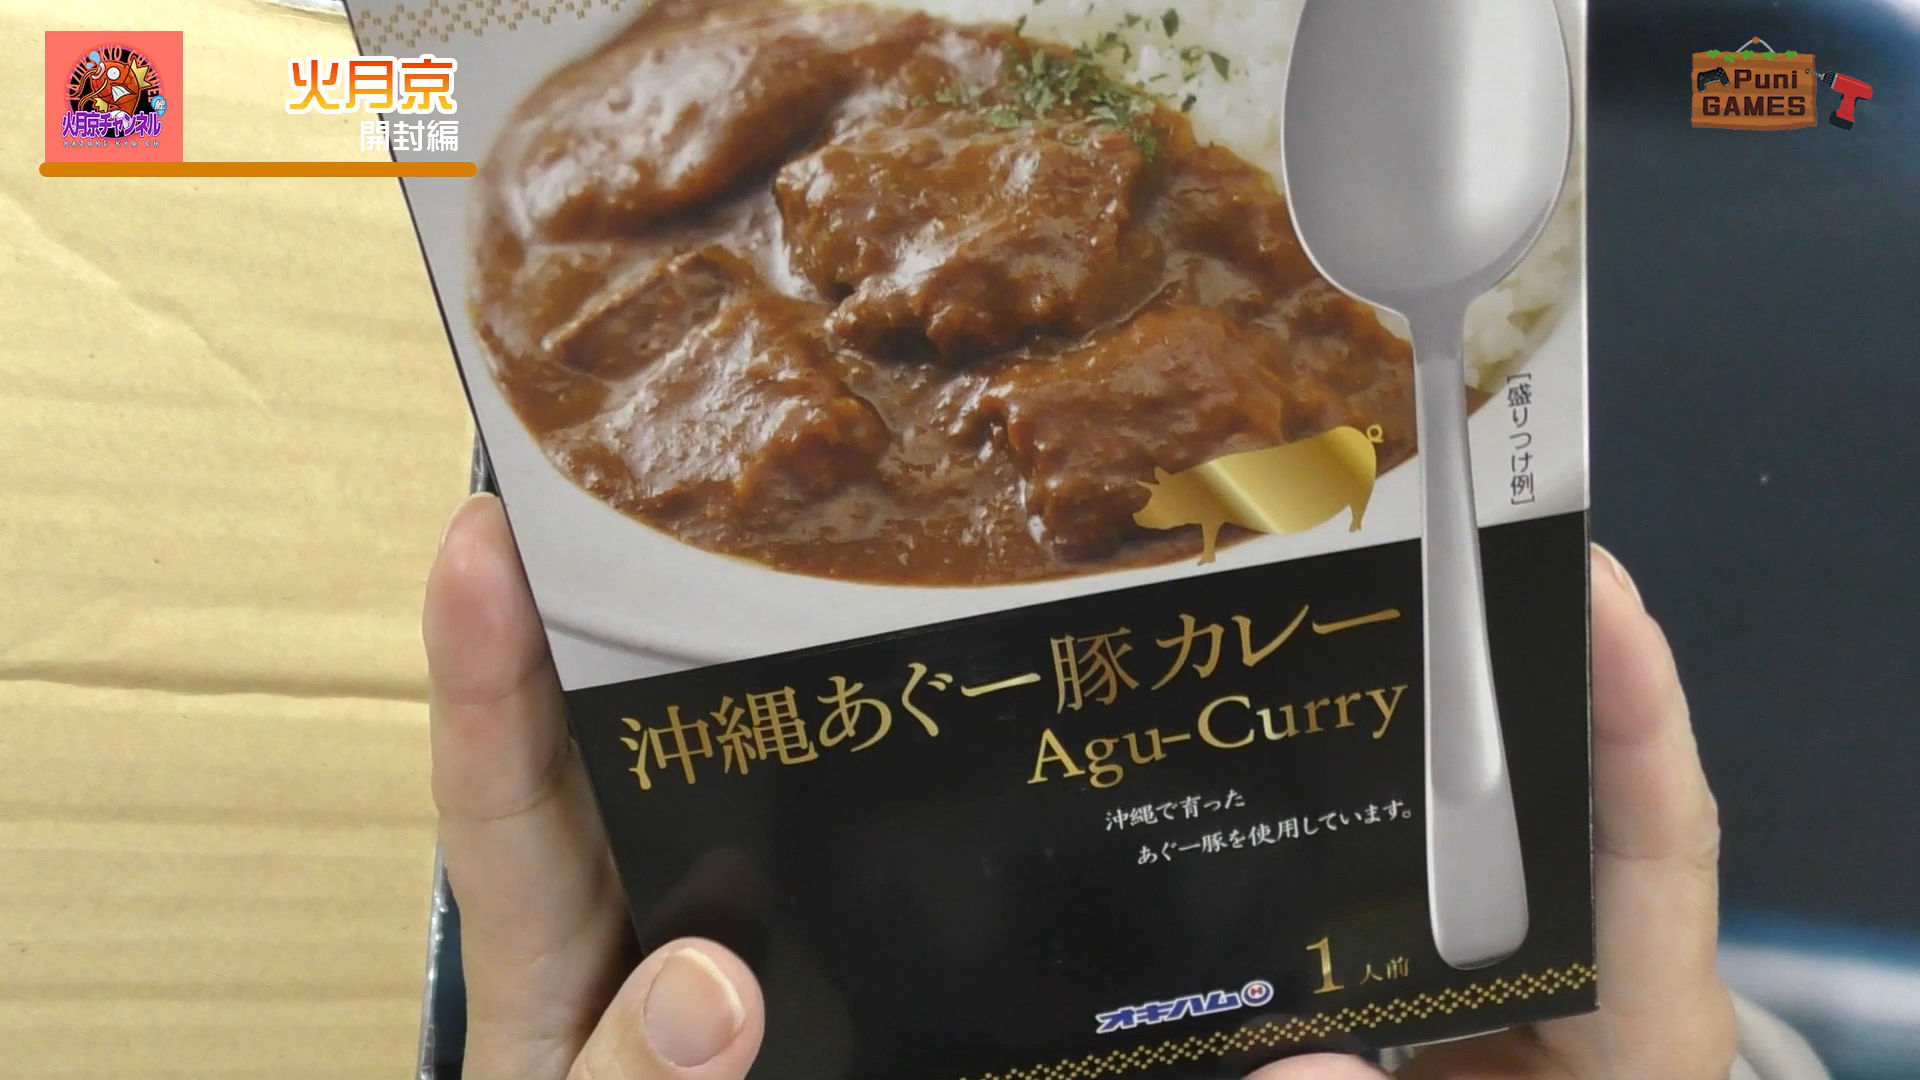 火月京
開封編
火月京チャンネル
KAZUKI KYO CH
Puni
GAMES
[盛りつけ例]
沖縄あぐー豚カレー
Agu-Curry
沖縄で育った
あぐー豚を使用しています。
1人前
オキハム